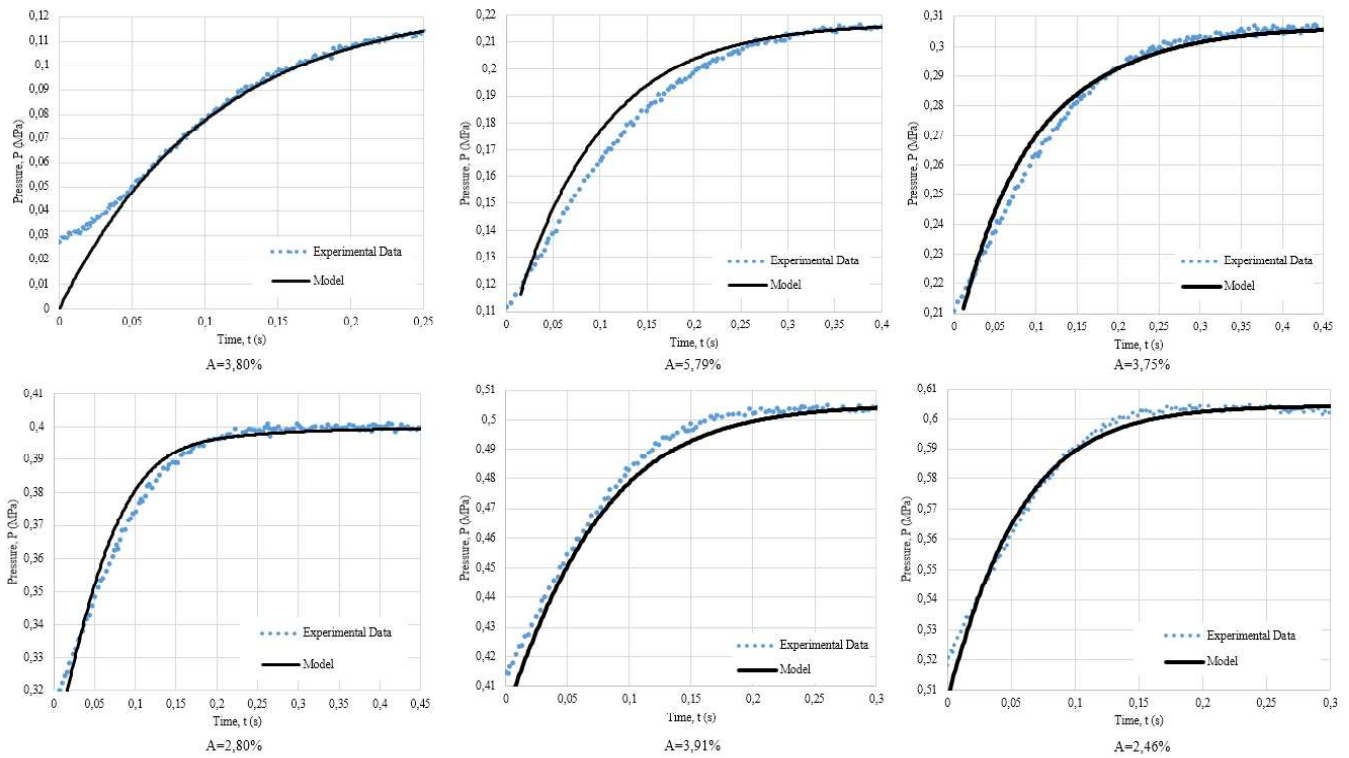 0,12
0,11
0,1
0,09
0,08
0,07
0,06
0,05
0,04
0,03
0,02
0,01
0
Pressure, P (MPa)
0 0,05 0,1 0,15 0,2 0,25
Time, t (s)
Experimental Data
Model
A=3,80%
0,22
0,21
0,2
0,19
0,18
0,17
0,16
0,15
0,14
0,13
0,12
0,11
Pressure, P (MPa)
0 0,05 0,1 0,15 0,2 0,25 0,3 0,35 0,4
Time, t (s)
Experimental Data
Model
A=5,79%
0,31
0,3
0,29
0,28
0,27
0,26
0,25
0,24
0,23
0,22
0,21
Pressure, P (MPa)
0 0,05 0,1 0,15 0,2 0,25 0,3 0,35 0,4 0,45
Time, t (s)
Experimental Data
Model
A=3,75%
0,41
0,4
0,39
0,38
0,37
0,36
0,35
0,34
0,33
0,32
Pressure, P (MPa)
0 0,05 0,1 0,15 0,2 0,25 0,3 0,35 0,4 0,45
Time, t (s)
Experimental Data
Model
A=2,80%
0,51
0,5
0,49
0,48
0,47
0,46
0,45
0,44
0,43
0,42
0,41
Pressure, P (MPa)
0 0,05 0,1 0,15 0,2 0,25 0,3
Time, t (s)
Experimental Data
Model
A=3,91%
0,61
0,6
0,59
0,58
0,57
0,56
0,55
0,54
0,53
0,52
0,51
Pressure, P (MPa)
0 0,05 0,1 0,15 0,2 0,25 0,3
Time, t (s)
Experimental Data
Model
A=2,46%